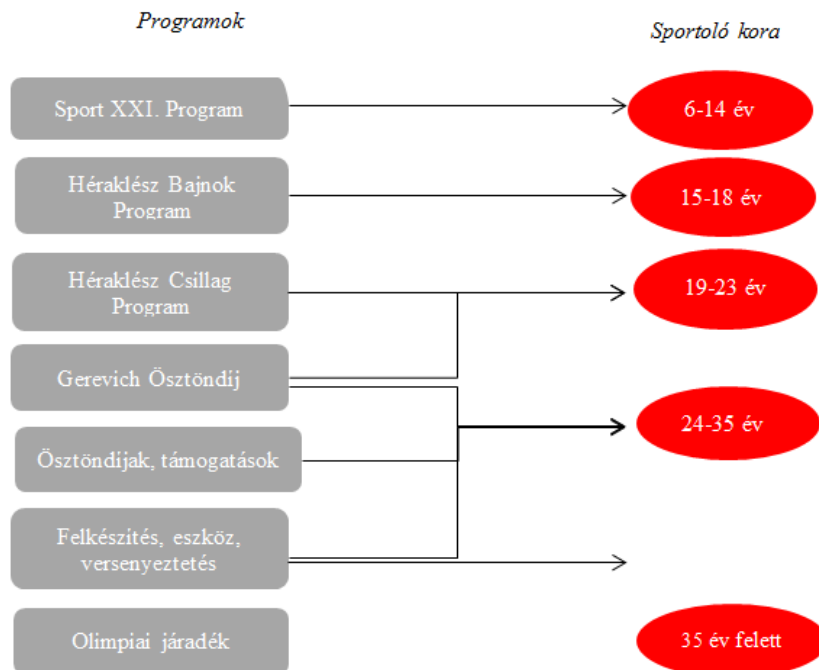 Programok
Sportoló kora
Sport XXI. Program
6-14 év
Héraklész Bajnok
Program
15-18 év
Héraklész Csillag
Program
19-23 év
Gerevich Ösztöndíj
24-35 év
Ösztöndíjak, támogatások
Felkészítés, eszköz,
versenyeztetés
Olimpiai járadék
35 év felett